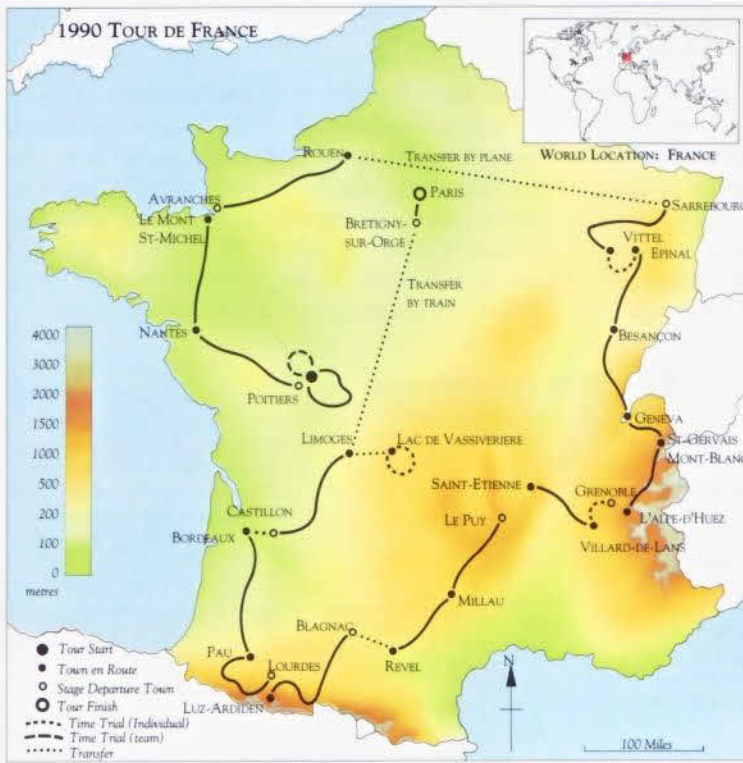 1990 TOUR DE FRANCE
WORLD LOCATION: FRANCE
ROUEN
TRANSFER BY PLANE
PARIS
AVRANCHES
LE MONT
ST-MICHEL
BRETIGNY-
SUR-ORGE
SARREBOURG
VITTEL
EPINAL
TRANSFER
BY TRAIN
NANTES
BESANÇON
POITIERS
GENEVA
LIMOGES
LAC DE VASSIVERIERE
ST-GERVAIS
MONT-BLANC
SAINT-ETIENNE
GRENOBLE
CASTILLON
LE PUY
L'ALPE-D'HUEZ
BORDEAUX
VILLARD-DE-LANS
MILLAU
BLAGNAC
PAU
LOURDES
REVEL
LUZ-ARDIDEN
4000
3000
2000
1500
1000
500
200
100
0
metres
Tour Start
Town en Route
Stage Departure Town
Tour Finish
Time Trial (Individual)
Time Trial (team)
Transfer
N
100 Miles